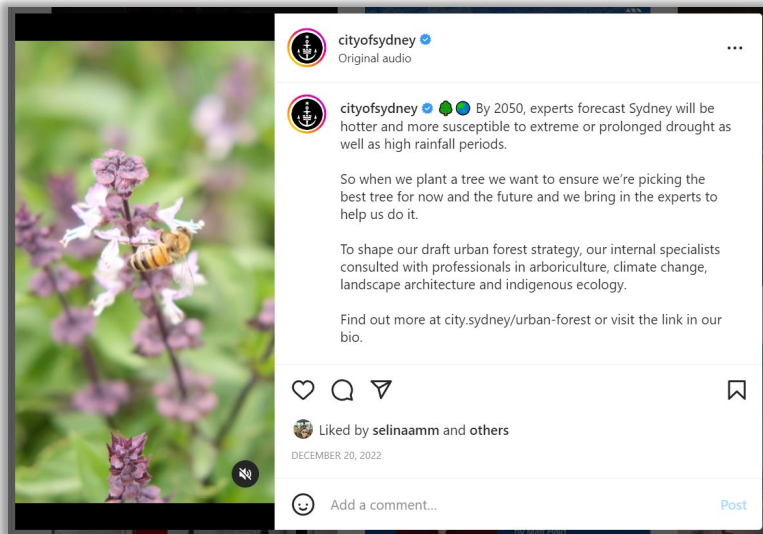 cityofsydney
Original audio
cityofsydney 🌳🌏 By 2050, experts forecast Sydney will be
hotter and more susceptible to extreme or prolonged drought as
well as high rainfall periods.
So when we plant a tree we want to ensure we’re picking the
best tree for now and the future and we bring in the experts to
help us do it.
To shape our draft urban forest strategy, our internal specialists
consulted with professionals in arboriculture, climate change,
landscape architecture and indigenous ecology.
Find out more at city.sydney/urban-forest or visit the link in our
bio.
Liked by selinaamm and others
DECEMBER 20, 2022
Add a comment...
Post